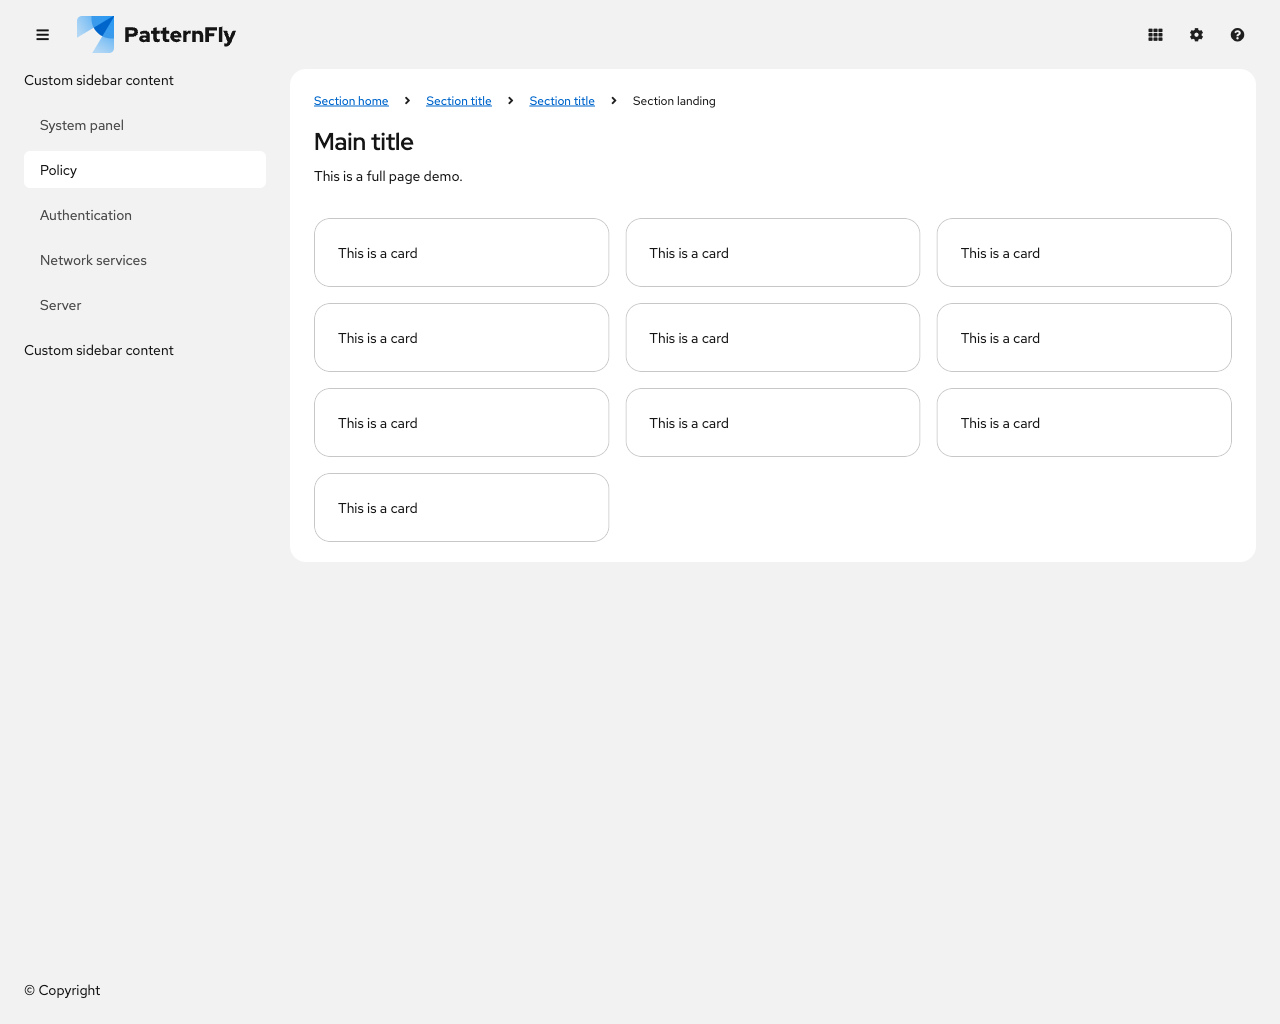 PatternFly
Custom sidebar content
System panel
Policy
Authentication
Network services
Server
Custom sidebar content
© Copyright
Section home
Section title
Section title
Section landing
Main title
This is a full page demo.
This is a card
This is a card
This is a card
This is a card
This is a card
This is a card
This is a card
This is a card
This is a card
This is a card